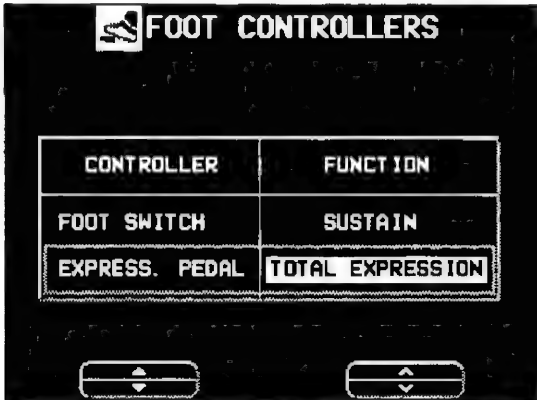 FOOT CONTROLLERS
CONTROLLER FUNCTION
FOOT SWITCH SUSTAIN
EXPRESS. PEDAL TOTAL EXPRESSION